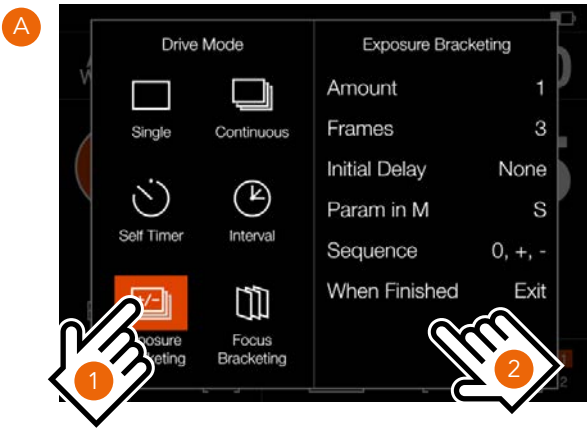 A
Drive Mode
Single
Continuous
Self Timer
Interval
+/-
Focus
Bracketing
Exposure Bracketing
Amount 1
Frames 3
Initial Delay None
Param in M S
Sequence 0, +, -
When Finished Exit
1
2